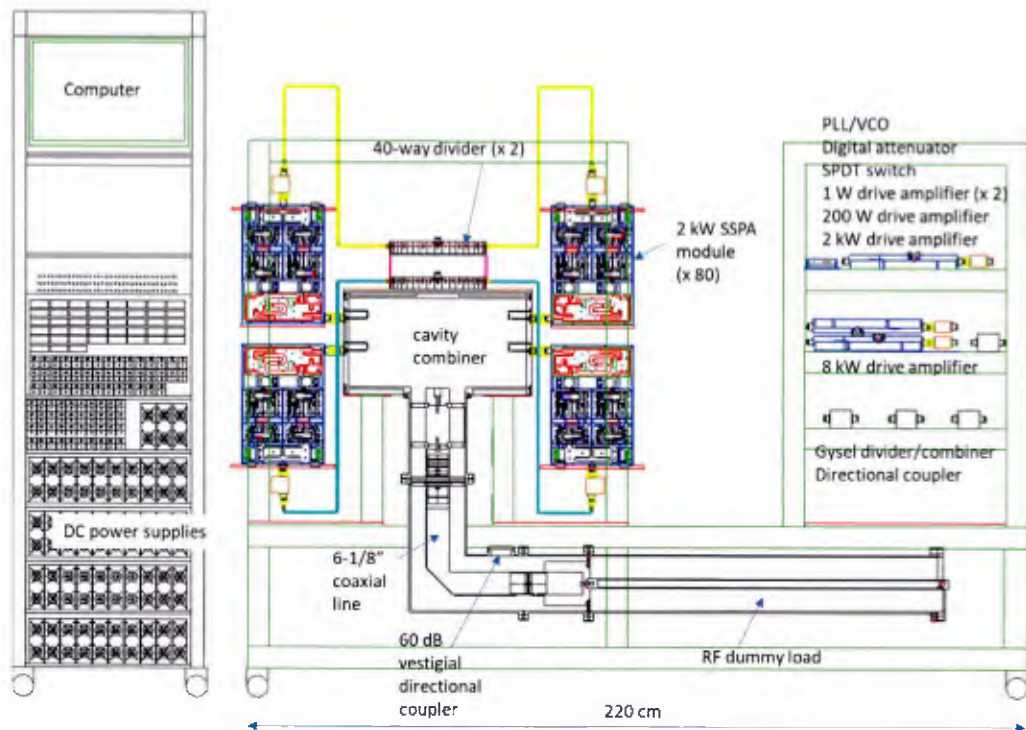 Computer
DC power supplies
40-way divider (x 2)
2 kW SSPA
module
(x 80)
cavity
combiner
6-1/8"
coaxial
line
60 dB
vestigial
directional
coupler
RF dummy load
220 cm
PLL/VCO
Digital attenuator
SPDT switch
1 W drive amplifier (x 2)
200 W drive amplifier
2 kW drive amplifier
8 kW drive amplifier
Gysel divider/combiner
Directional coupler